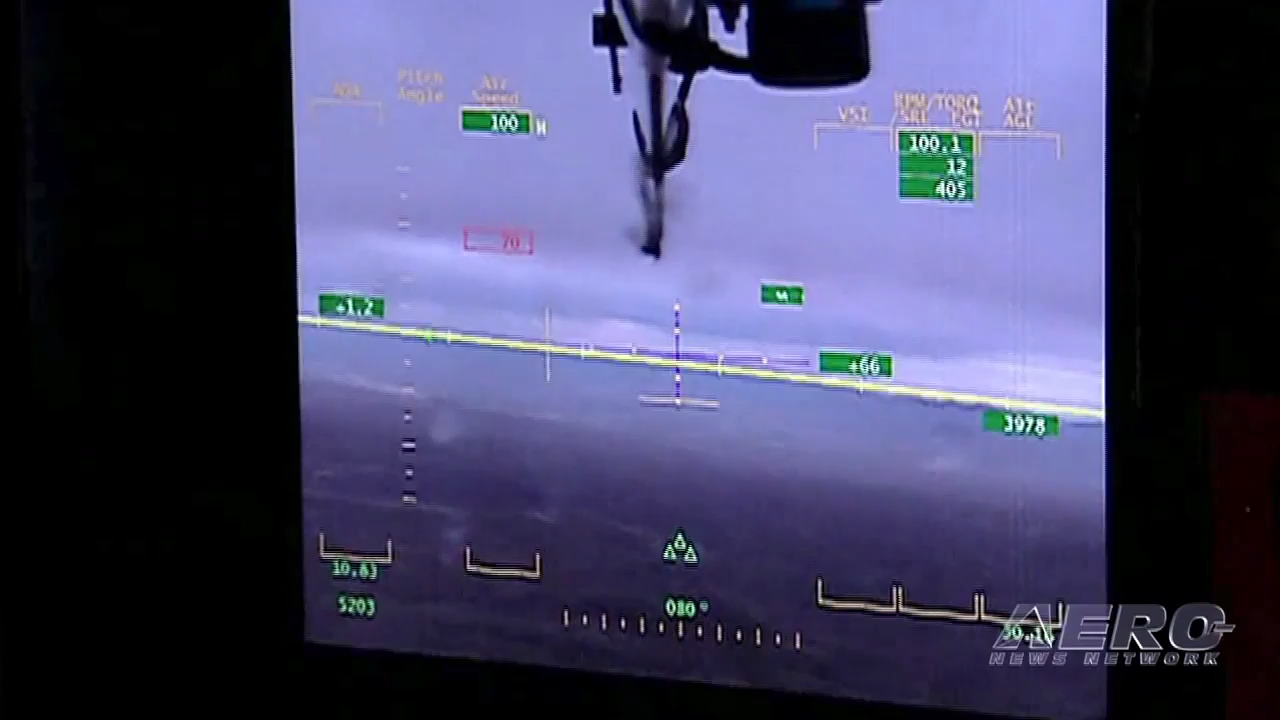 AOA
Pitch
Angle
Air
Speed
100
70
VSI
RPM/TORQ
/SRL EGT
Alt
AGL
100.1
12
405
+1.2
+66
3978
10.83
5203
080°
AERO-
NEWS NETWORK